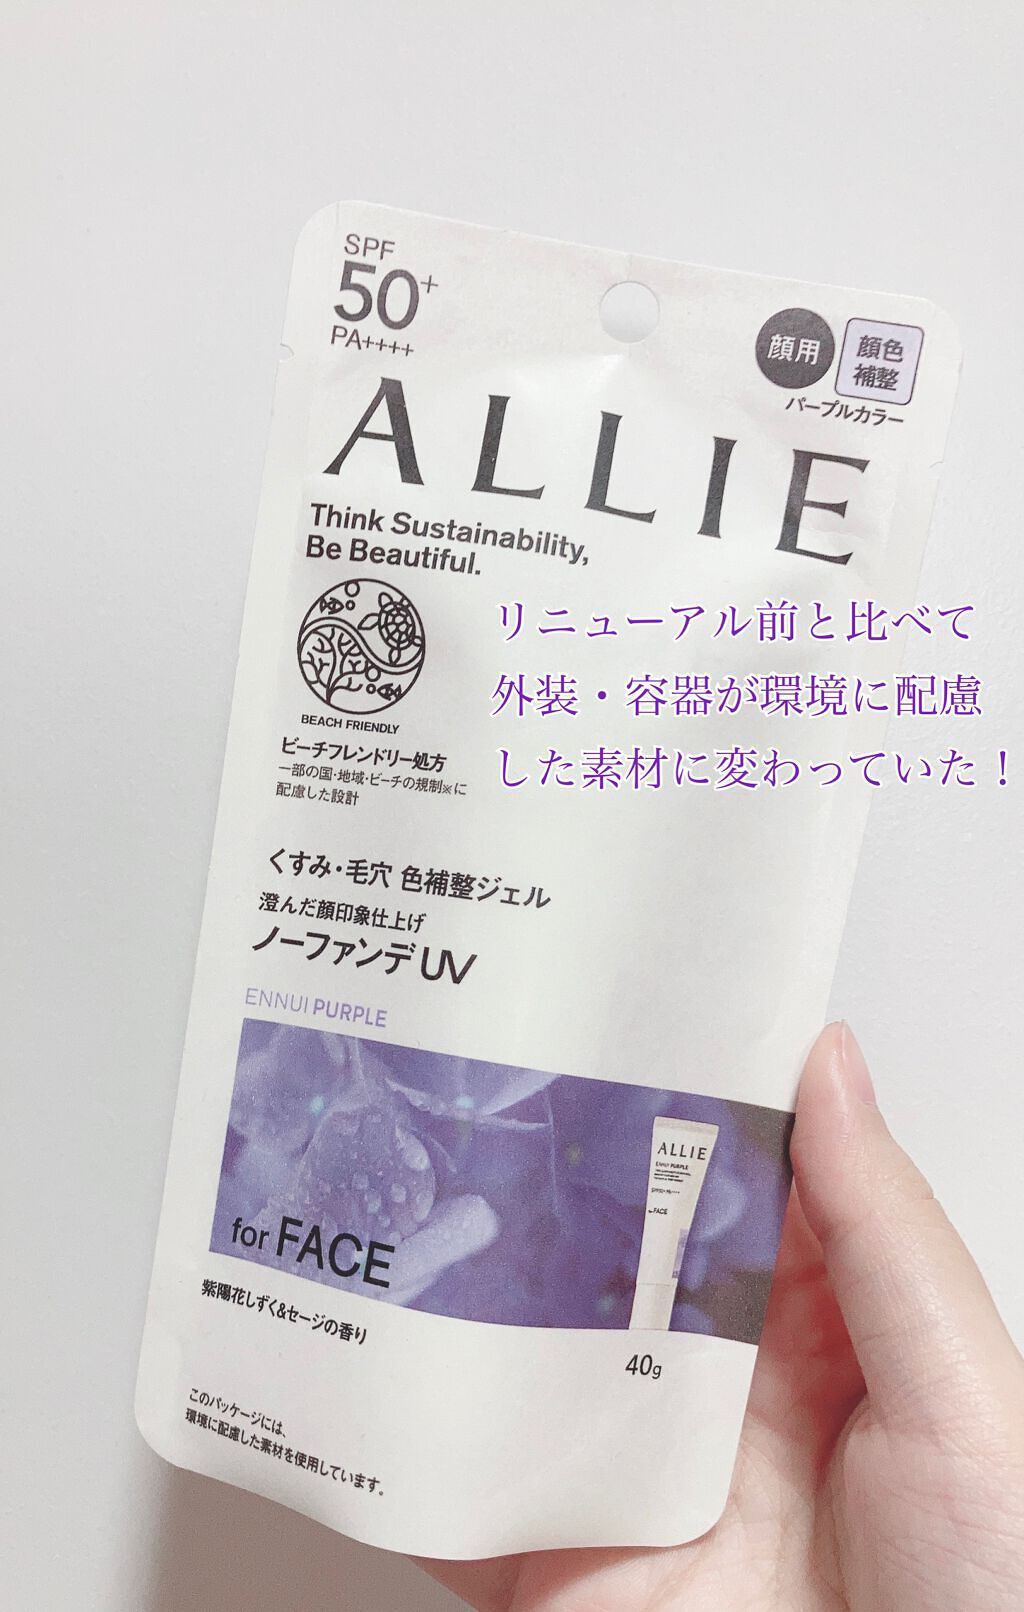 SPF
50+
PA++++
顔用
顔色
補整
パープルカラー
ALLIE
Think Sustainability,
Be Beautiful.
リニューアル前と比べて
外装・容器が環境に配慮
した素材に変わっていた！
BEACH FRIENDLY
ビーチフレンドリー処方
一部の国・地域・ビーチの規制※に
配慮した設計
くすみ・毛穴 色補整ジェル
澄んだ顔印象仕上げ
ノーファンデUV
ENNUI PURPLE
ALLIE
ENNUI PURPLE
SPF50+ PA++++
for FACE
for FACE
紫陽花しずく&セージの香り
40g
このパッケージには、
環境に配慮した素材を使用しています。